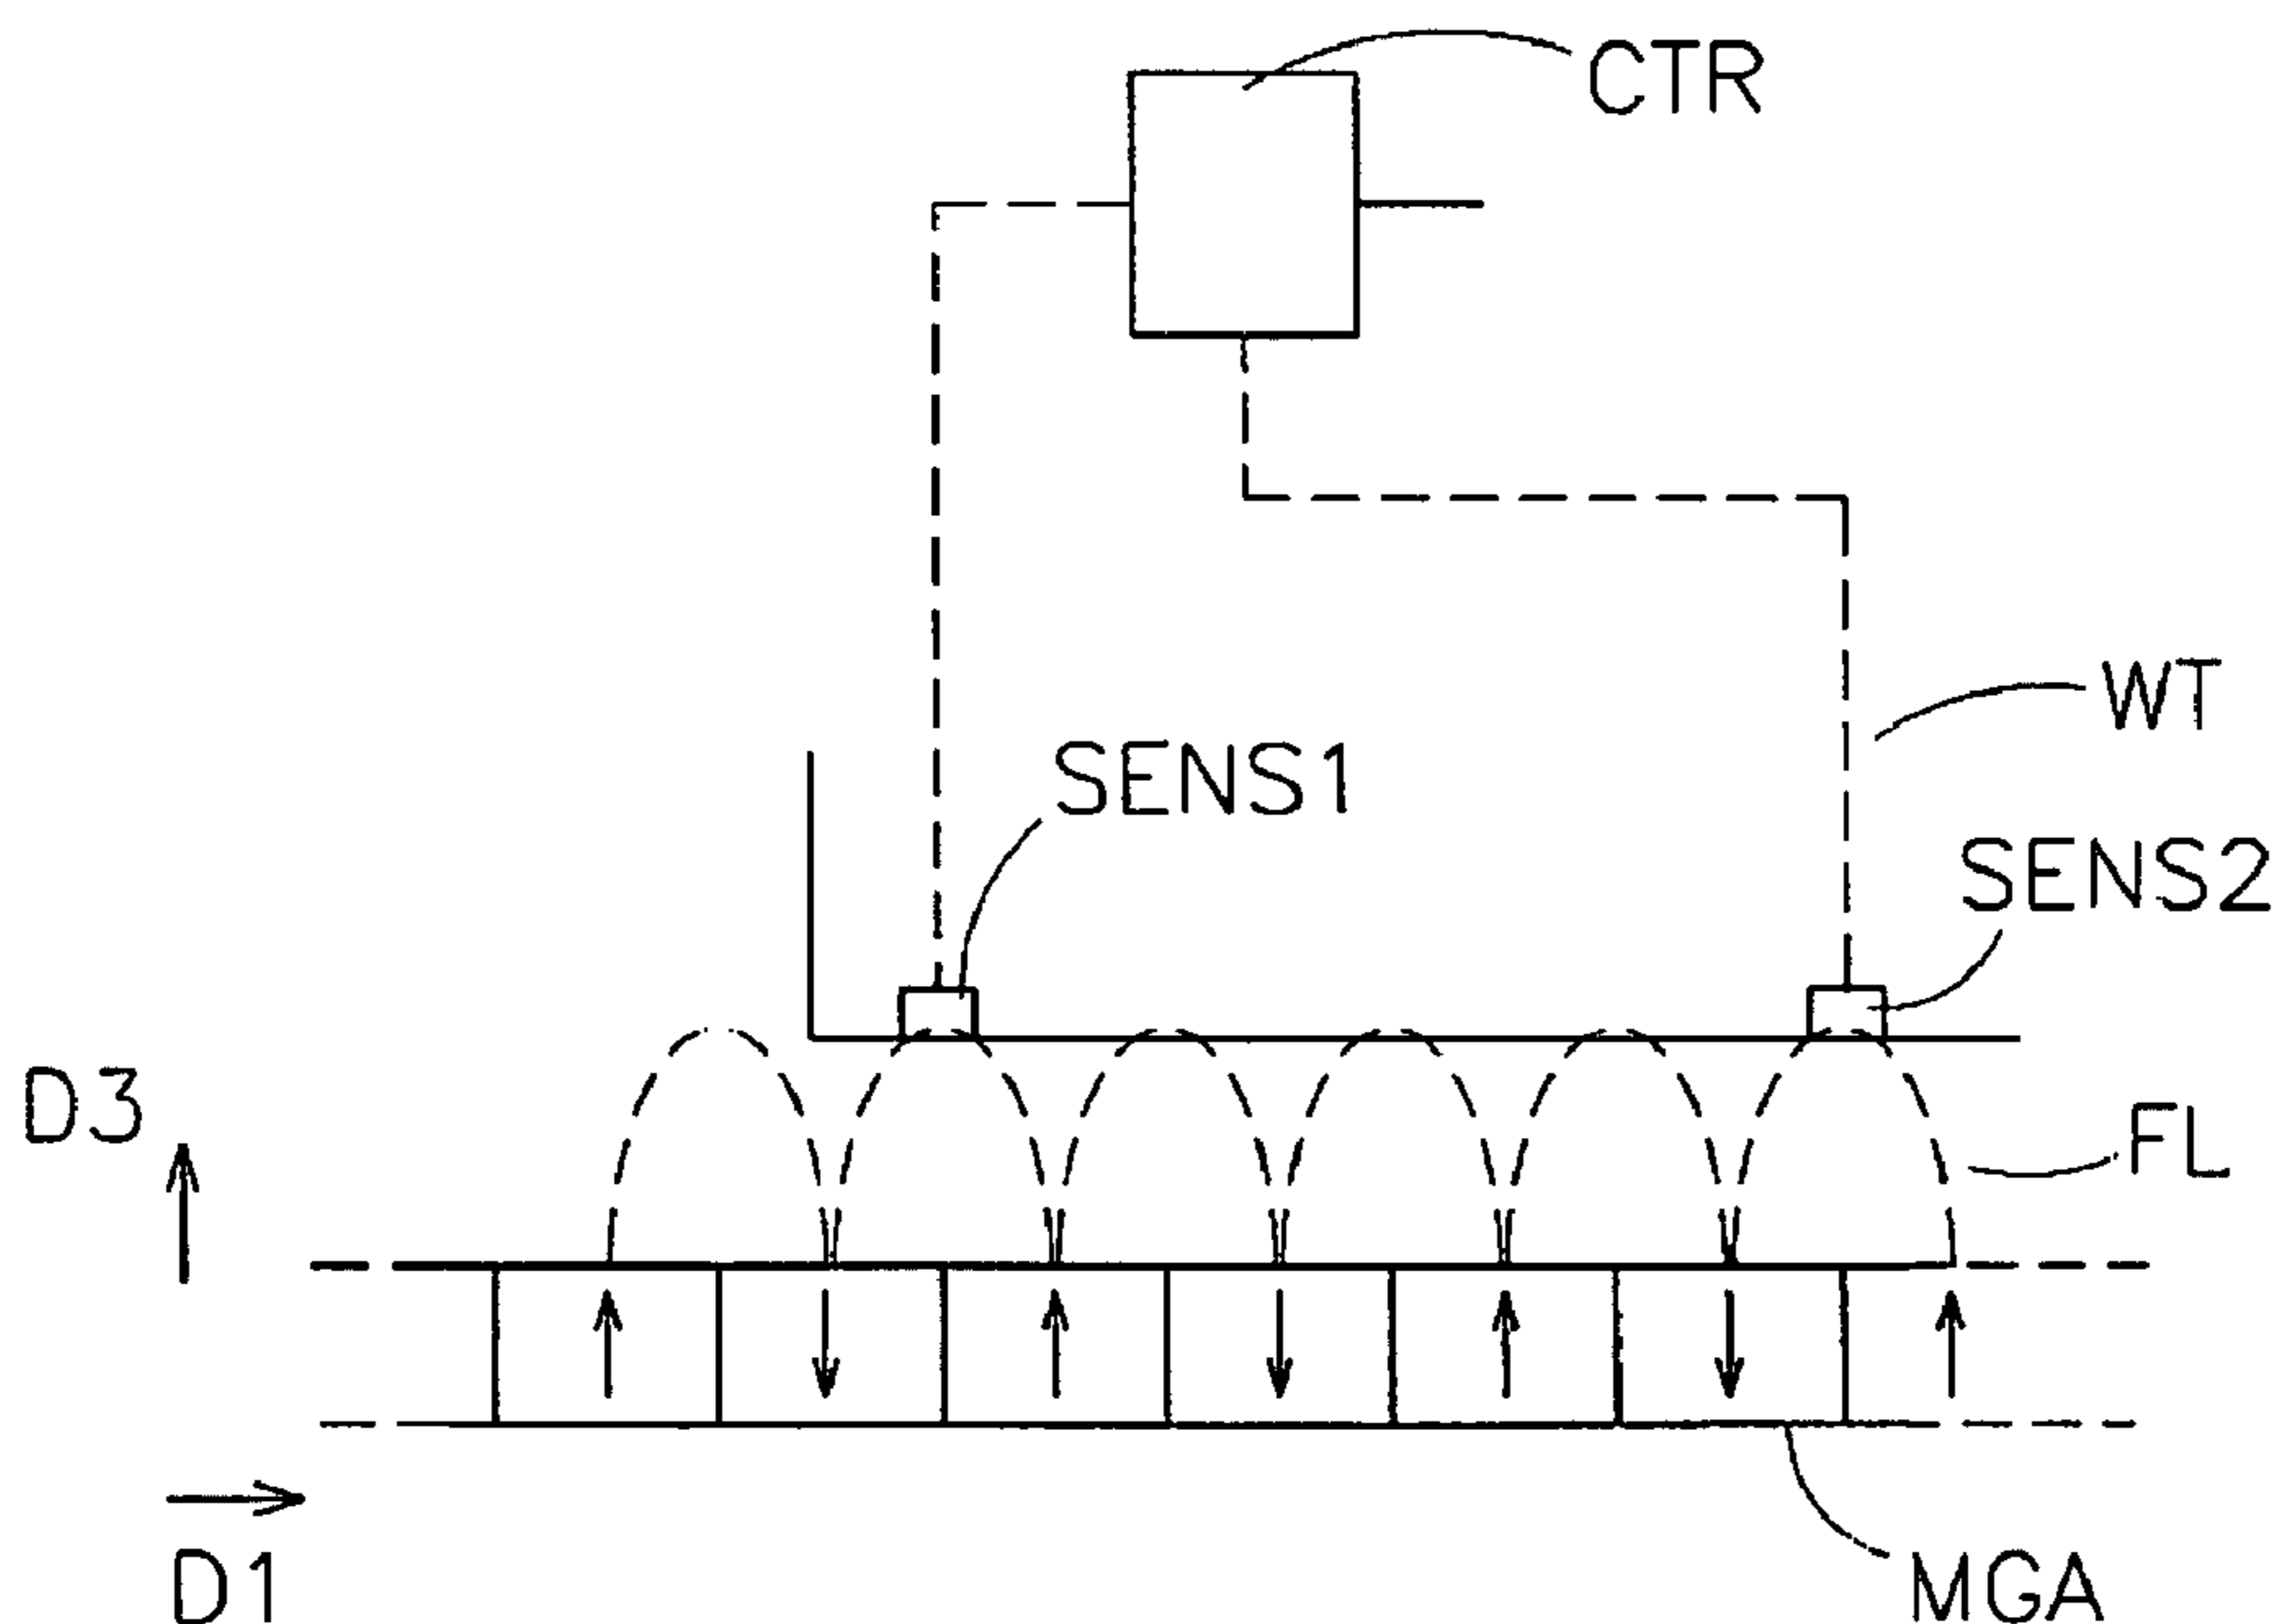 CTR
WT
SENS1
SENS2
D3
FL
D1
MGA